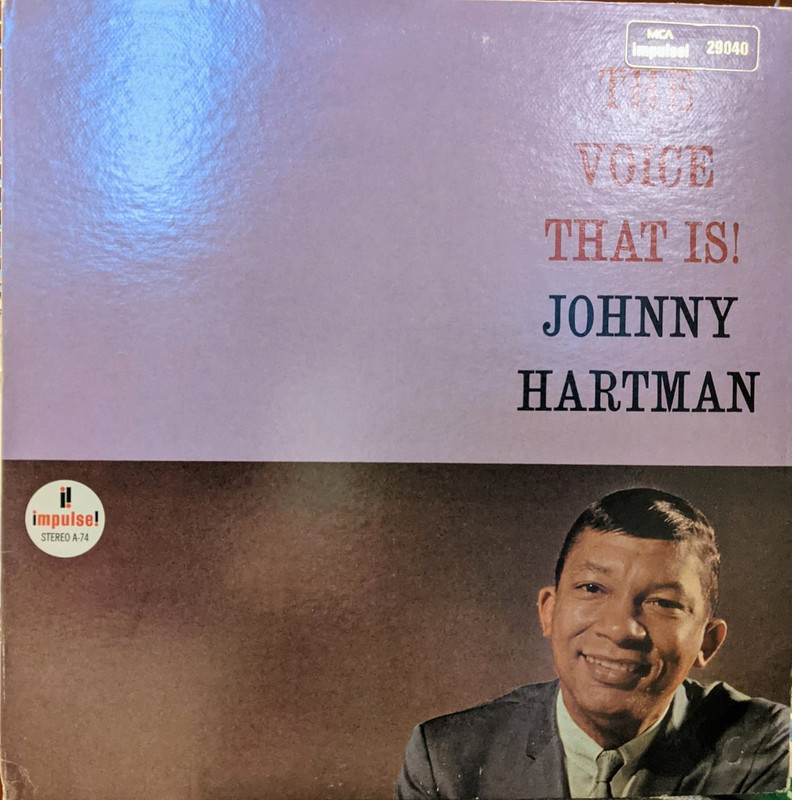 MCA
impulse! 29040
THE
VOICE
THAT IS!
JOHNNY
HARTMAN
i!
impulse!
STEREO A-74